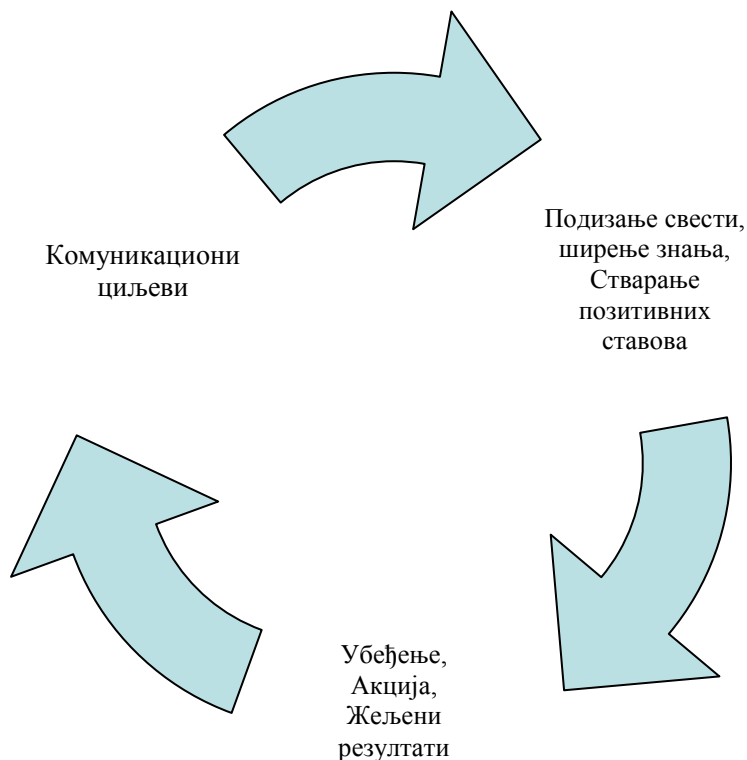 Комуникациони
циљеви
Подизање свести,
ширење знања,
Стварање
позитивних
ставова
Убеђење,
Акција,
Жељени
резултати